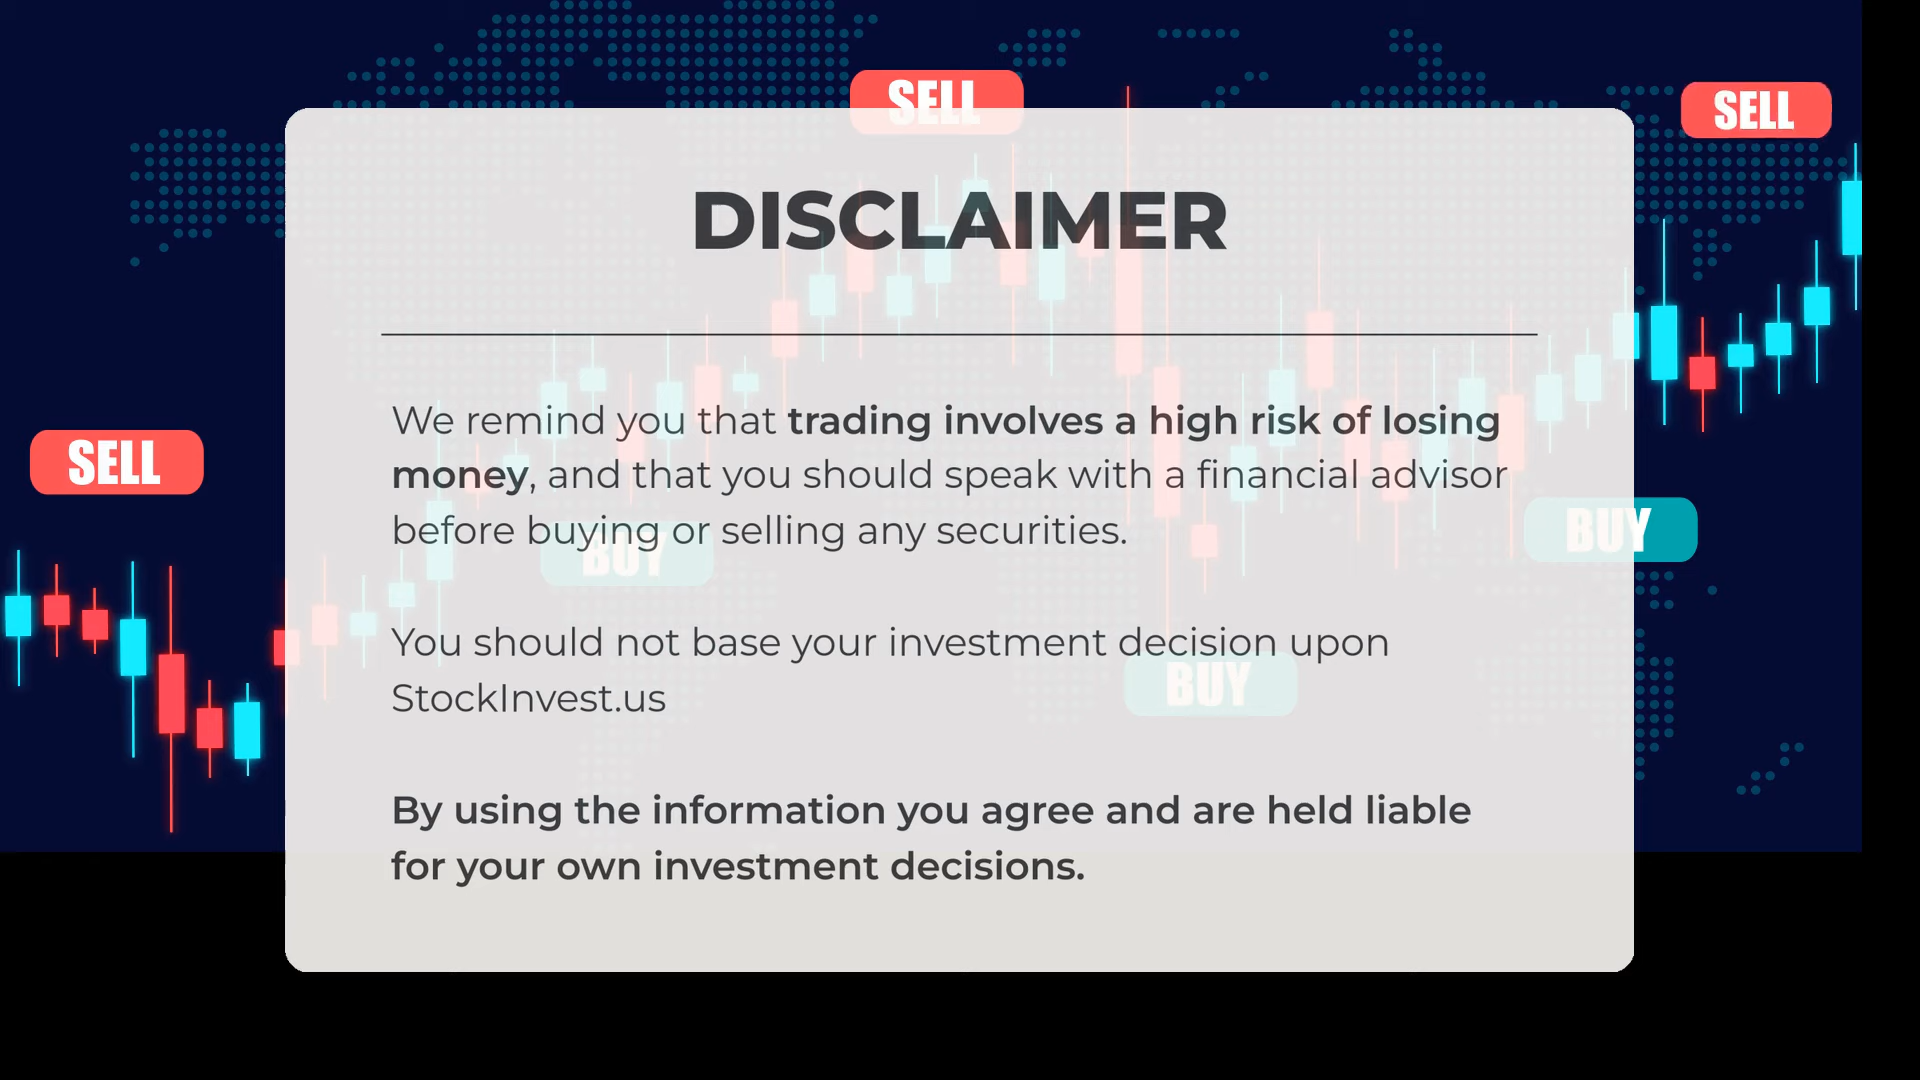 SELL
SELL
DISCLAIMER
We remind you that trading involves a high risk of losing
money, and that you should speak with a financial advisor
before buying or selling any securities.
SELL
BUY
BUY
You should not base your investment decision upon
StockInvest.us
BUY
By using the information you agree and are held liable
for your own investment decisions.